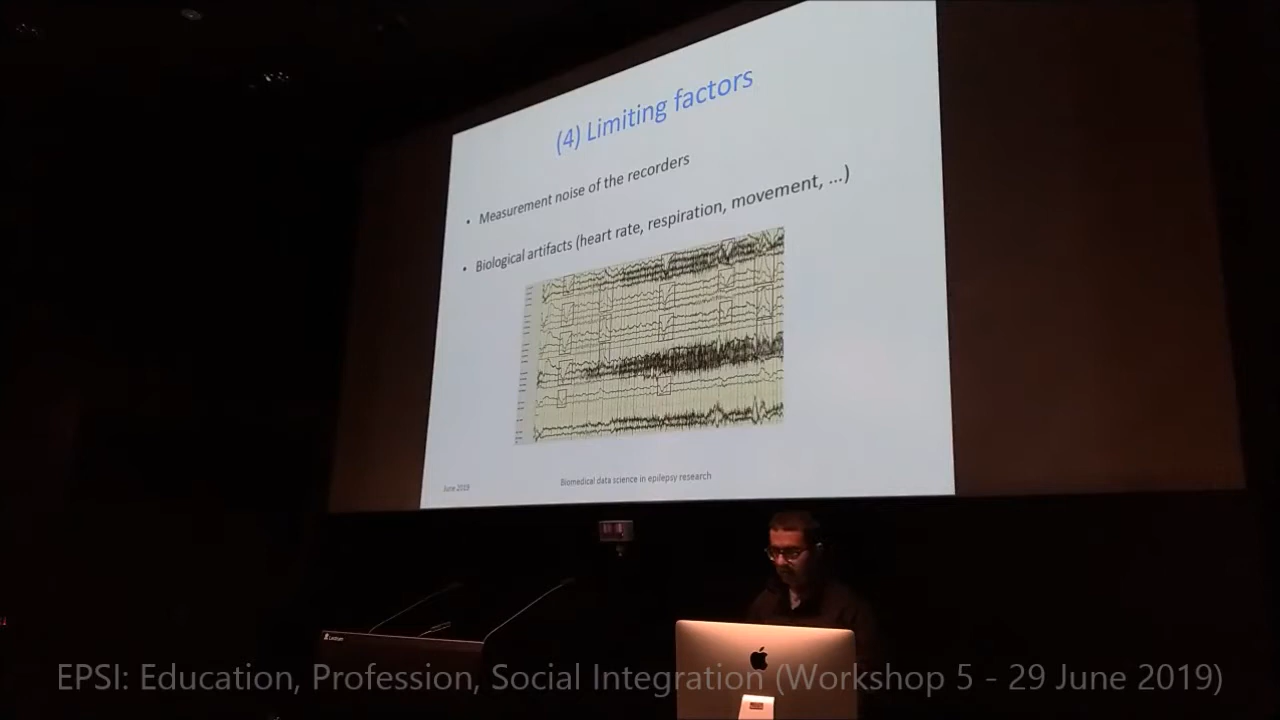 (4) Limiting factors
• Measurement noise of the recorders
• Biological artifacts (heart rate, respiration, movement, ...)
June 2019
Biomedical data science in epilepsy research
EPSI: Education, Profession, Social Integration (Workshop 5 - 29 June 2019)